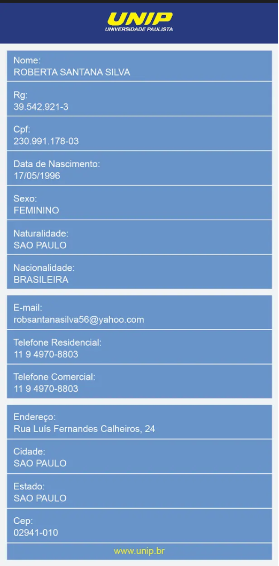 UNIP
UNIVERSIDADE PAULISTA
Nome:
ROBERTA SANTANA SILVA
Rg:
39.542.921-3
Cpf:
230.991.178-03
Data de Nascimento:
17/05/1996
Sexo:
FEMININO
Naturalidade:
SAO PAULO
Nacionalidade:
BRASILEIRA
E-mail:
robsantanasilva56@yahoo.com
Telefone Residencial:
11 9 4970-8803
Telefone Comercial:
11 9 4970-8803
Endereço:
Rua Luís Fernandes Calheiros, 24
Cidade:
SAO PAULO
Estado:
SAO PAULO
Cep:
02941-010
www.unip.br